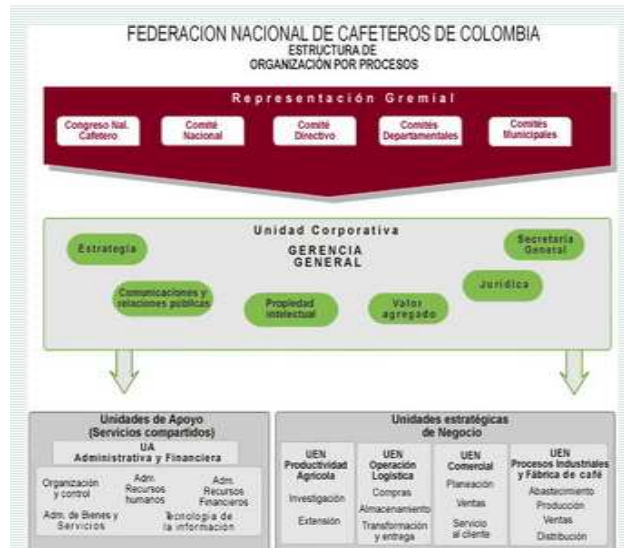 FEDERACION NACIONAL DE CAFETEROS DE COLOMBIA
ESTRUCTURA DE
ORGANIZACIÓN POR PROCESOS
Representación Gremial
Congreso Nal.
Cafetero
Comité
Nacional
Comité
Directivo
Comités
Departamentales
Comités
Municipales
Unidad Corporativa
GERENCIA
GENERAL
Estrategia
Comunicaciones y
relaciones públicas
Propiedad
intelectual
Valor
agregado
Jurídica
Secretaría
General
Unidades de Apoyo
(Servicios compartidos)
UA
Administrativa y Financiera
Organización
y control
Adm.
Recursos
humanos
Adm.
Recursos
Financieros
Adm. de Bienes y
Servicios
Tecnología de
la información
Unidades estratégicas
de Negocio
UEN
Productividad
Agrícola
Investigación
Extensión
UEN
Operación
Logística
Compras
Almacenamiento
Transformación
y entrega
UEN
Comercial
Planeación
Ventas
Servicio
al cliente
UEN
Procesos Industriales
y Fábrica de café
Abastecimiento
Producción
Ventas
Distribución